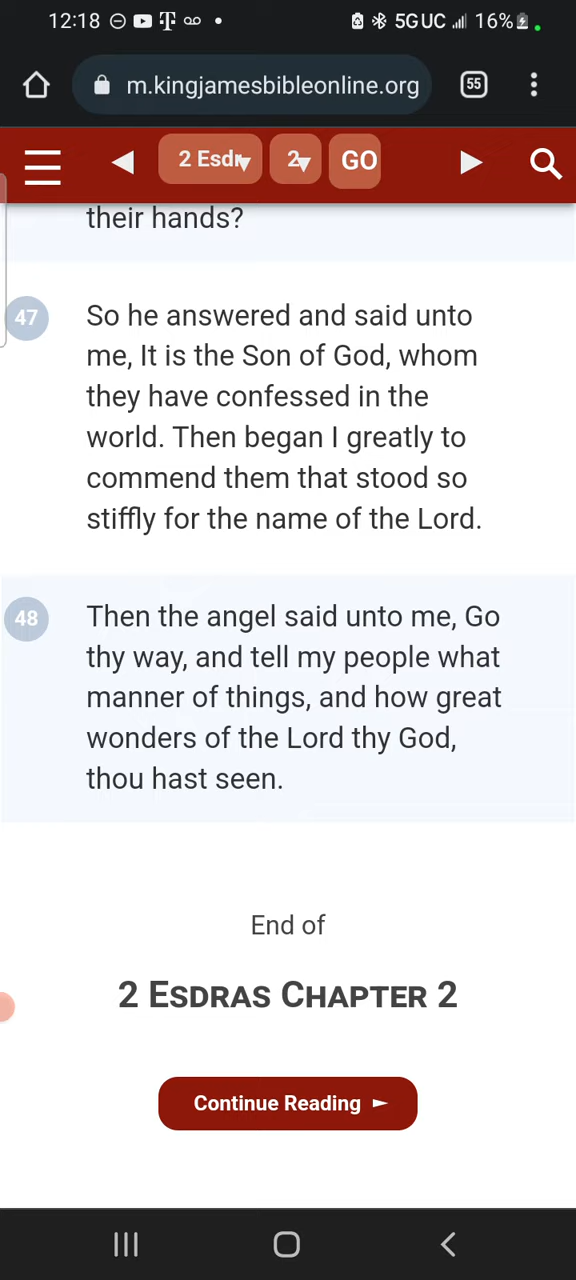 12:18 5G UC 16%
m.kingjamesbibleonline.org 55
2 Esdr 2 GO
their hands?
47 So he answered and said unto
me, It is the Son of God, whom
they have confessed in the
world. Then began I greatly to
commend them that stood so
stiffly for the name of the Lord.
48 Then the angel said unto me, Go
thy way, and tell my people what
manner of things, and how great
wonders of the Lord thy God,
thou hast seen.
End of
2 Esdras Chapter 2
Continue Reading